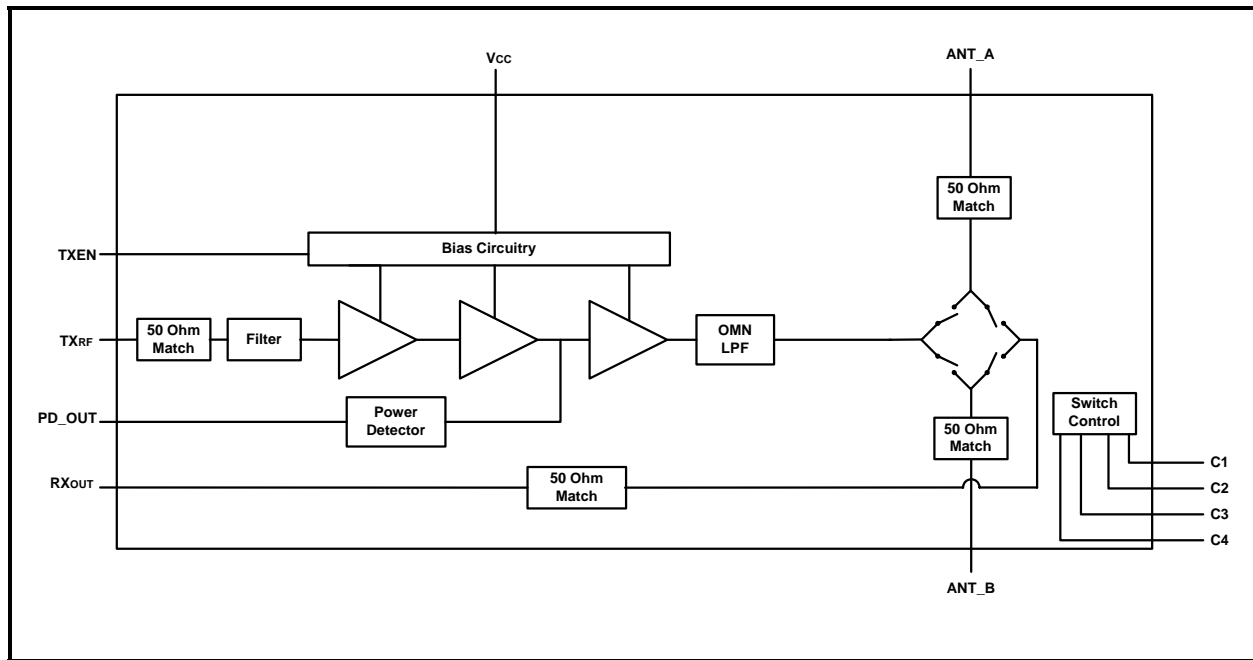 Vcc
ANT_A
50 Ohm
Match
TXEN
Bias Circuitry
TXRF
50 Ohm
Match
Filter
OMN
LPF
PD_OUT
Power
Detector
50 Ohm
Match
Switch
Control
RXOUT
50 Ohm
Match
C1
C2
C3
C4
ANT_B